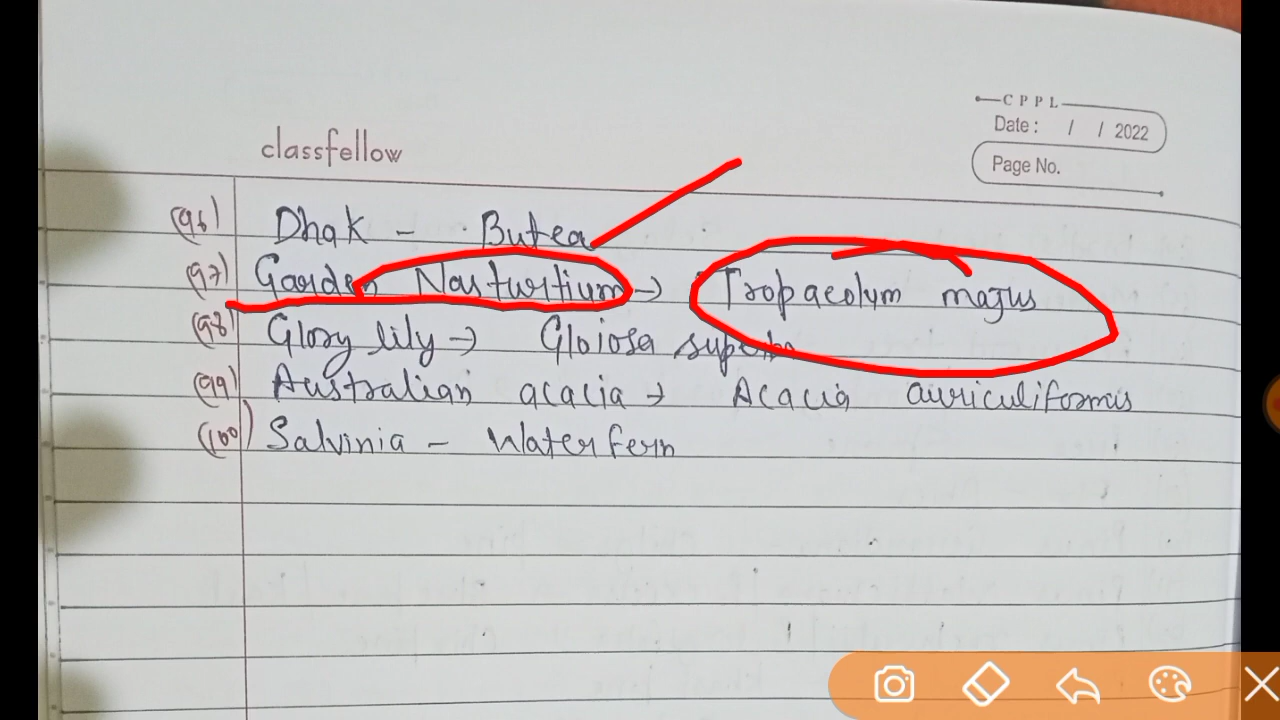 CPPL
Date : / / 2022
Page No.
classfellow
(96) Dhak - Butea
(97) Garden Nasturtium → Tropaeolym majus
(98) Glory lily → Gloiosa superba
(99) Australian acacia → Acacia auriculiformis
(100) Salvinia - Water fern